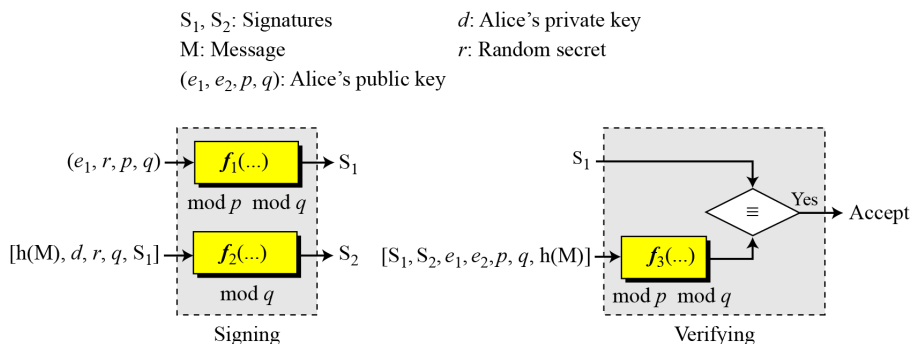 S₁, S₂: Signatures
d: Alice's private key
M: Message
r: Random secret
(e₁, e₂, p, q): Alice's public key
(e₁, r, p, q)
f₁(...)
S₁
mod p mod q
[h(M), d, r, q, S₁]
f₂(...)
S₂
mod q
Signing
S₁
≡
Yes
Accept
[S₁, S₂, e₁, e₂, p, q, h(M)]
f₃(...)
mod p mod q
Verifying